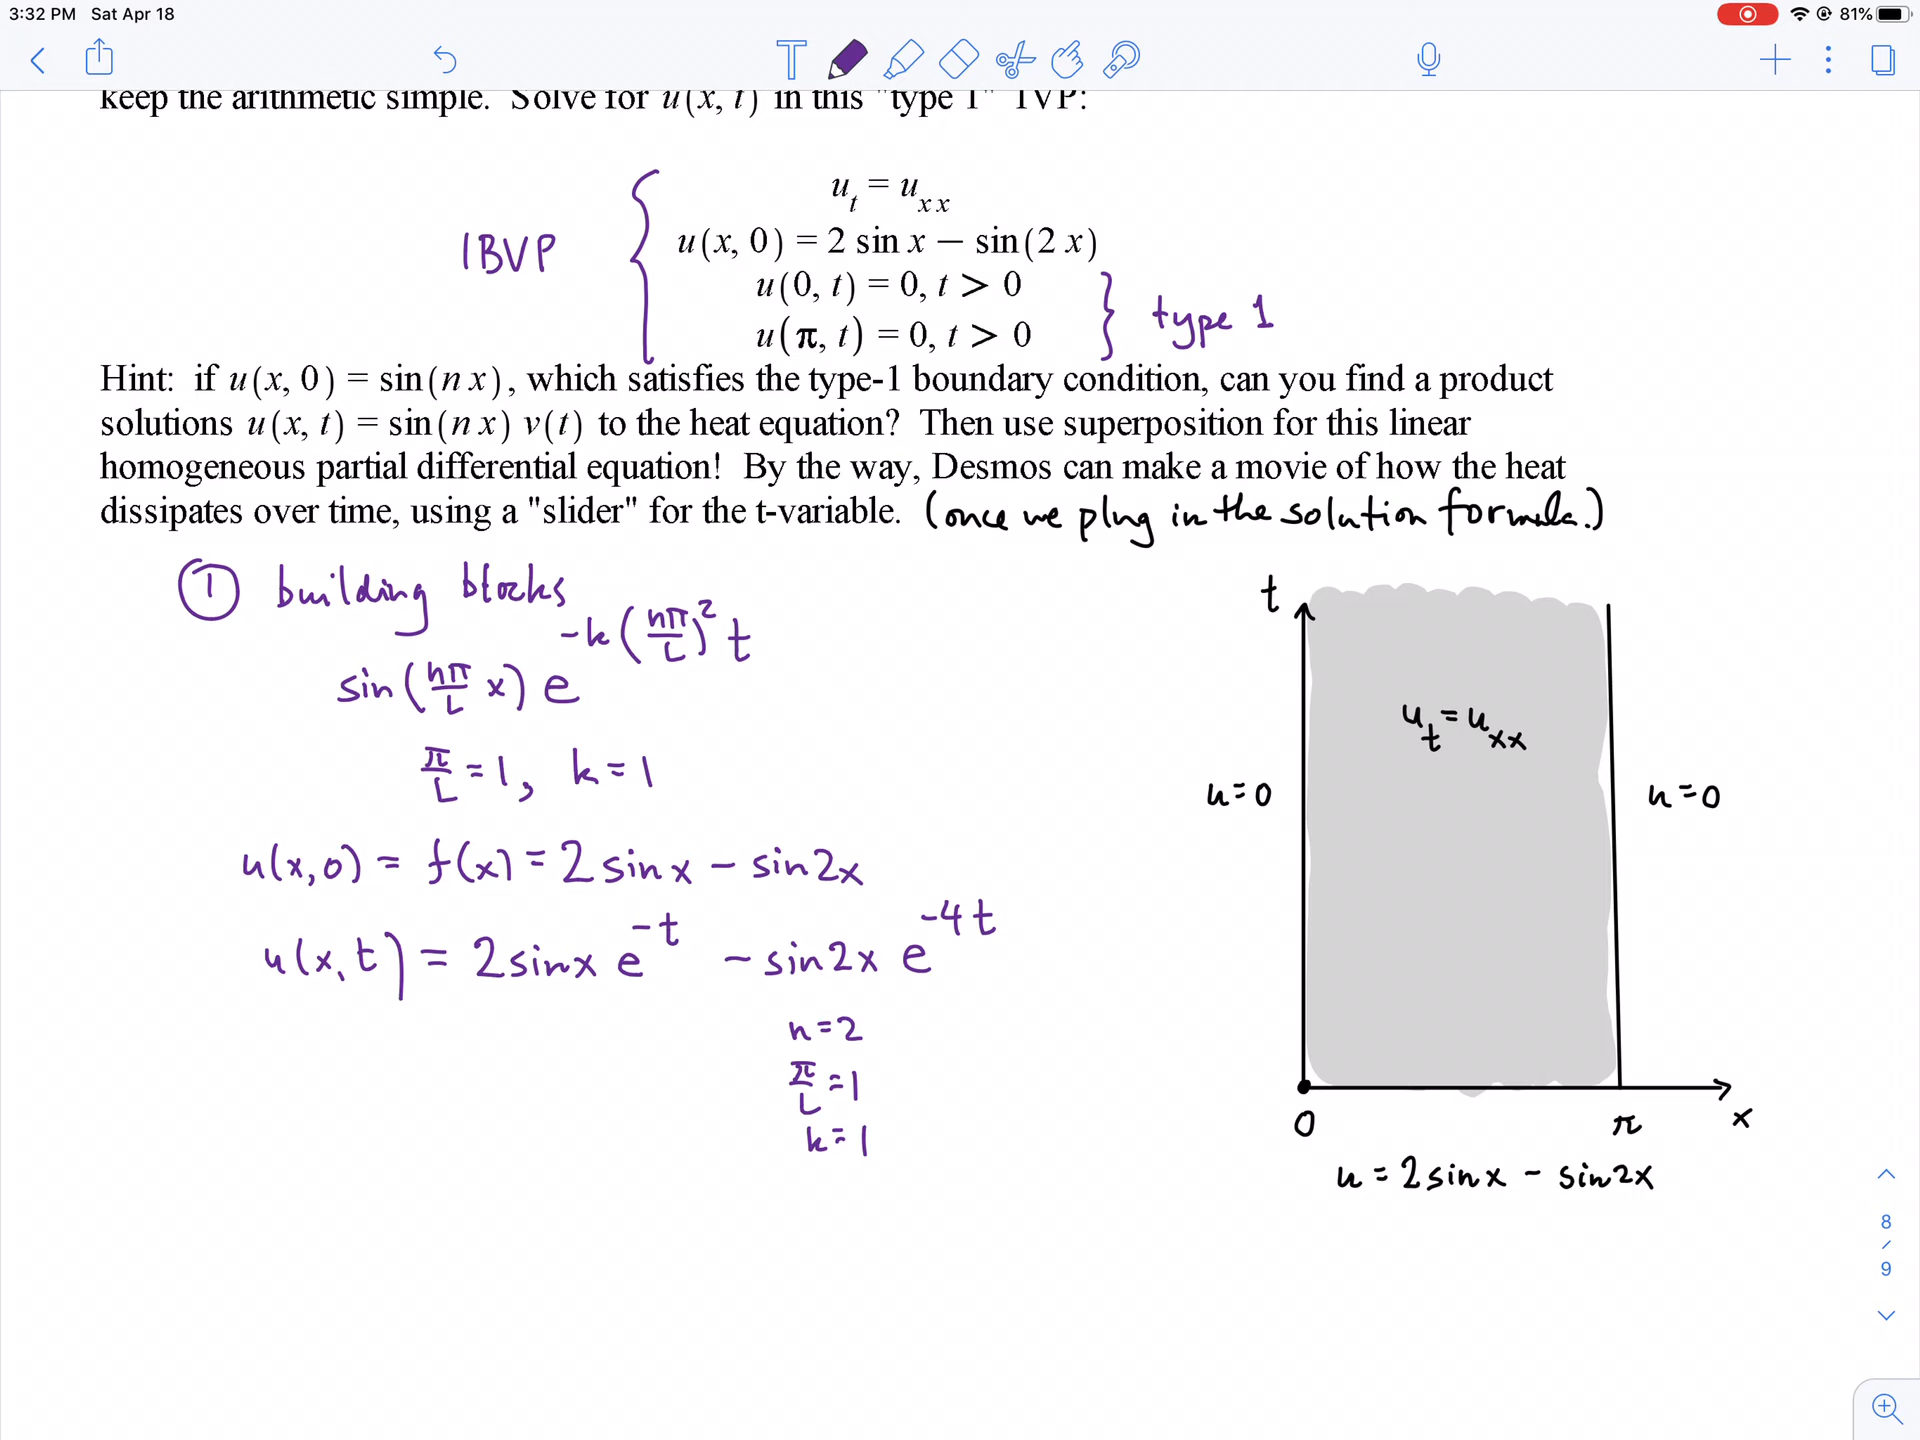 3:32 PM Sat Apr 18
81%
keep the arithmetic simple. Solve for u(x, t) in this "type 1" IVP:
u_t = u_xx
IBVP
u(x, 0) = 2 sin x − sin(2 x)
u(0, t) = 0, t > 0
type 1
u(π, t) = 0, t > 0
Hint: if u(x, 0) = sin(n x), which satisfies the type-1 boundary condition, can you find a product
solutions u(x, t) = sin(n x) v(t) to the heat equation? Then use superposition for this linear
homogeneous partial differential equation! By the way, Desmos can make a movie of how the heat
dissipates over time, using a "slider" for the t-variable. (once we plug in the solution formula.)
① building blocks
sin(nπ/L x) e^(-k(nπ/L)^2 t)
π/L = 1, k = 1
u(x,0) = f(x) = 2 sin x − sin2x
u(x,t) = 2sinx e^(-t) − sin2x e^(-4t)
n = 2
π/L = 1
k = 1
t
u_t = u_xx
u = 0
u = 0
0
π
x
u = 2sinx − sin2x
8
/
9